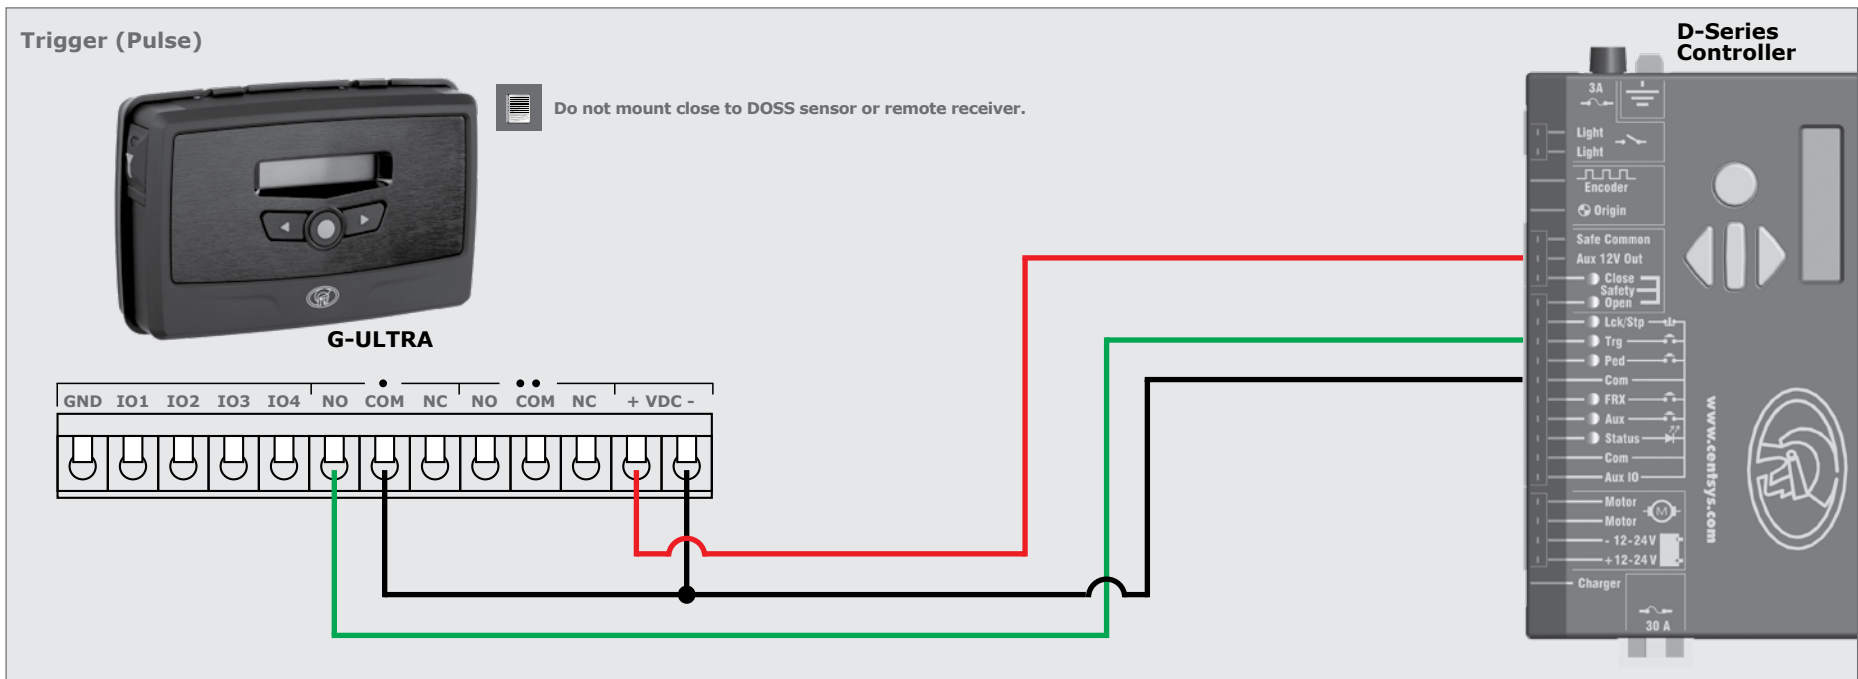 Trigger (Pulse)
D-Series
Controller
Do not mount close to DOSS sensor or remote receiver.
G-ULTRA
GND IO1 IO2 IO3 IO4 NO COM NC NO COM NC + VDC -
3A
Light
Light
Encoder
Origin
Safe Common
Aux 12V Out
Close
Safety
Open
Lck/Stp
Trg
Ped
Com
FRX
Aux
Status
Com
Aux IO
Motor
M
Motor
- 12-24V
+12-24V
Charger
30 A
www.centsys.com